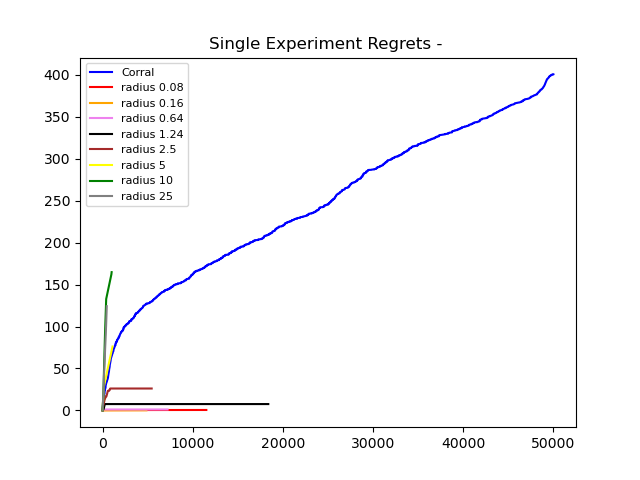 Single Experiment Regrets -
400
350
300
250
200
150
100
50
0
Corral
radius 0.08
radius 0.16
radius 0.64
radius 1.24
radius 2.5
radius 5
radius 10
radius 25
0 10000 20000 30000 40000 50000